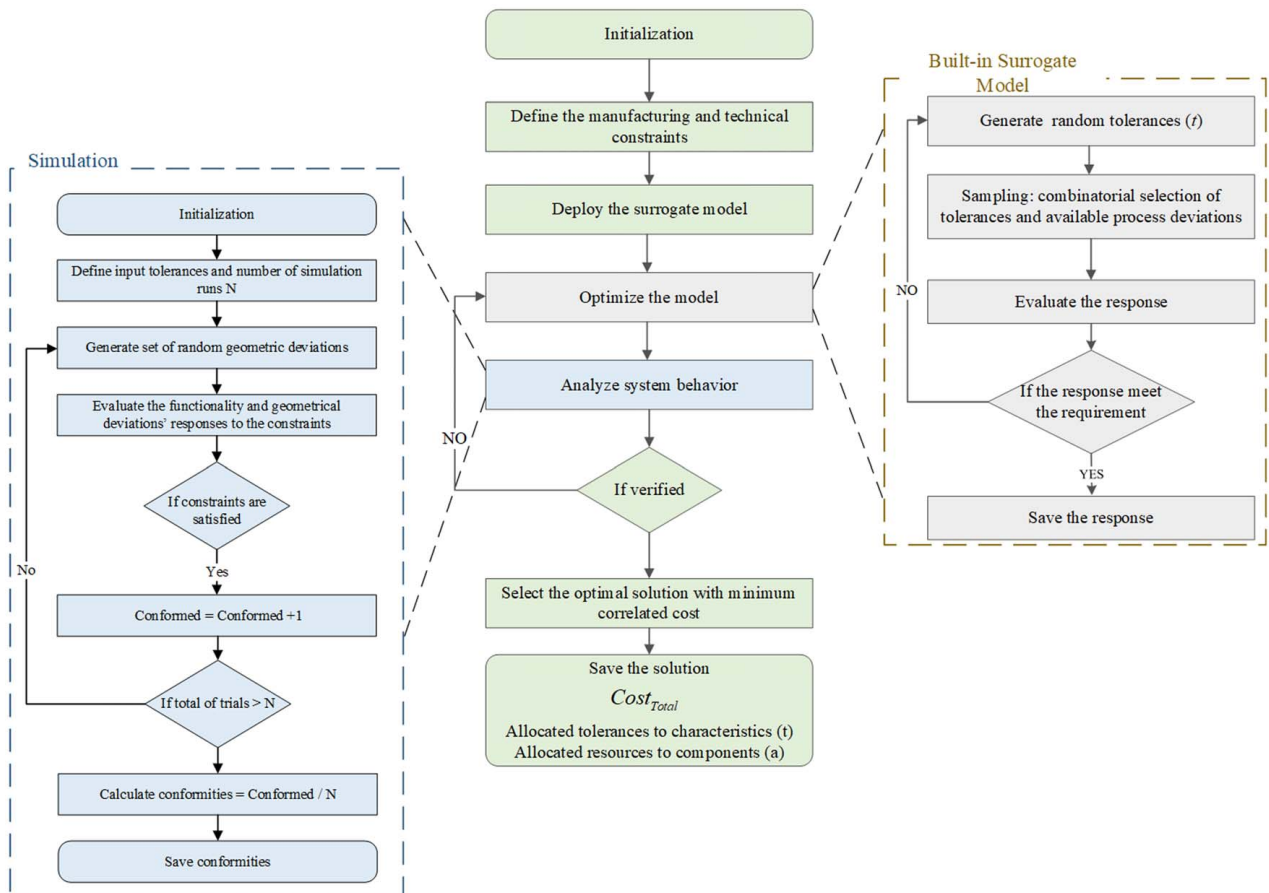 Simulation
Initialization
Define input tolerances and number of simulation
runs N
Generate set of random geometric deviations
Evaluate the functionality and geometrical
deviations’ responses to the constraints
If constraints are
satisfied
No
Yes
Conformed = Conformed +1
If total of trials > N
Calculate conformities = Conformed / N
Save conformities
Initialization
Define the manufacturing and technical
constraints
Deploy the surrogate model
Optimize the model
Analyze system behavior
NO
If verified
Select the optimal solution with minimum
correlated cost
Save the solution
Cost Total
Allocated tolerances to characteristics (t)
Allocated resources to components (a)
Built-in Surrogate
Model
Generate random tolerances (t)
Sampling: combinatorial selection of
tolerances and available process deviations
NO
Evaluate the response
If the response meet
the requirement
YES
Save the response